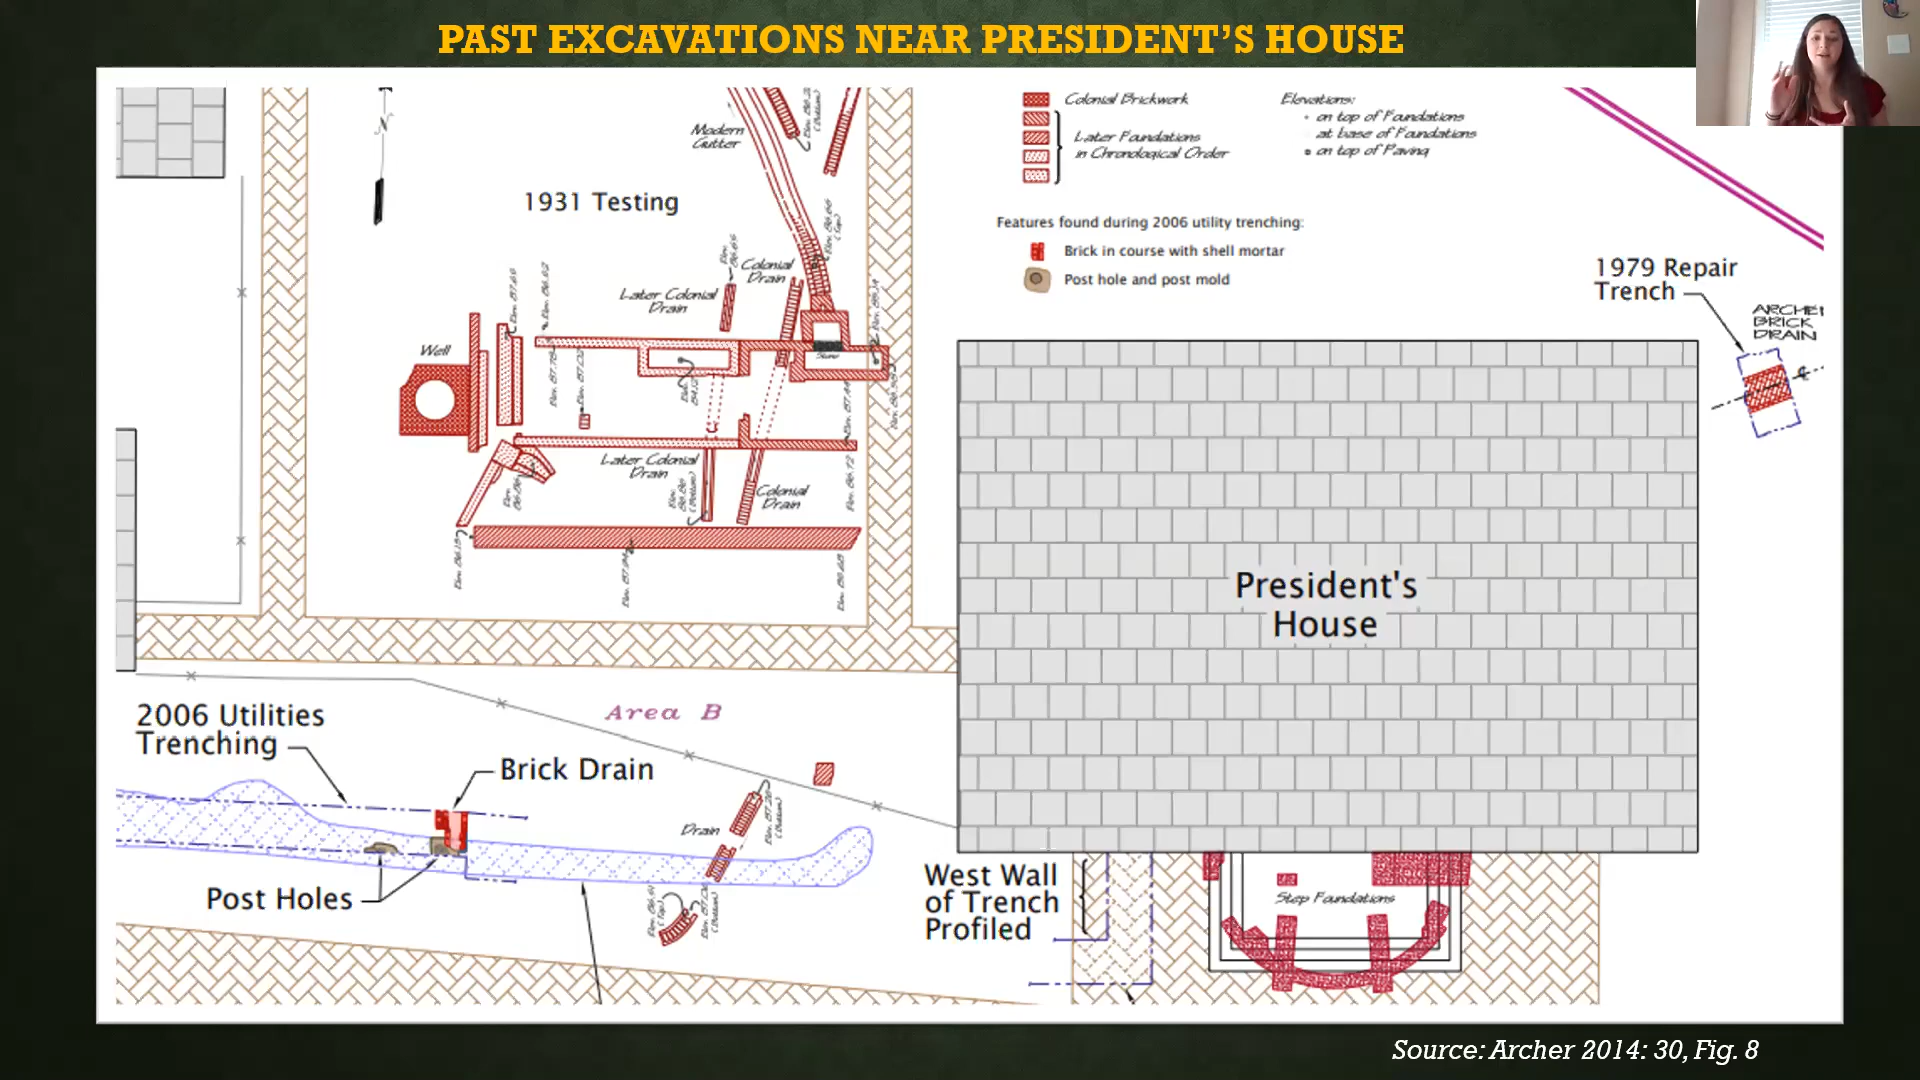 PAST EXCAVATIONS NEAR PRESIDENT'S HOUSE
Modern
Gutter
1931 Testing
Colonial Brickwork
Later Foundations
in Chronological Order
Elevations:
on top of Foundations
at base of Foundations
on top of Paving
Features found during 2006 utility trenching:
Brick in course with shell mortar
Post hole and post mold
1979 Repair
Trench
BRICK
DRAIN
Later Colonial
Drain
Colonial
Drain
Well
Stone
Later Colonial
Drain
Colonial
Drain
President's
House
Area B
2006 Utilities
Trenching
Brick Drain
Drain
Post Holes
West Wall
of Trench
Profiled
Step Foundations
Source: Archer 2014: 30, Fig. 8